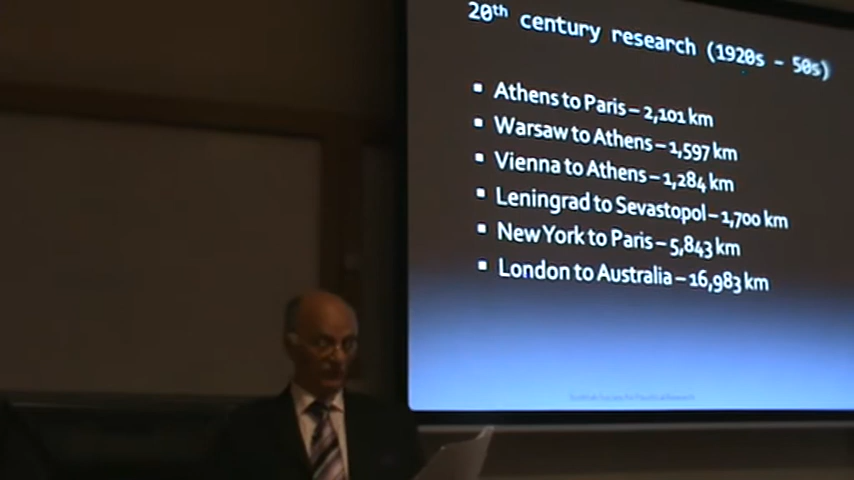 20th century research (1920s – 50s)
▪ Athens to Paris – 2,101 km
▪ Warsaw to Athens – 1,597 km
▪ Vienna to Athens – 1,284 km
▪ Leningrad to Sevastopol – 1,700 km
▪ New York to Paris – 5,843 km
▪ London to Australia – 16,983 km